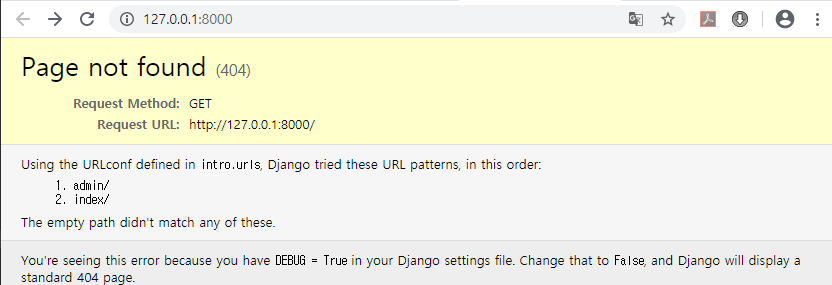 127.0.0.1:8000
Page not found (404)
Request Method: GET
Request URL: http://127.0.0.1:8000/
Using the URLconf defined in intro.urls, Django tried these URL patterns, in this order:
1. admin/
2. index/
The empty path didn't match any of these.
You're seeing this error because you have DEBUG = True in your Django settings file. Change that to False, and Django will display a
standard 404 page.